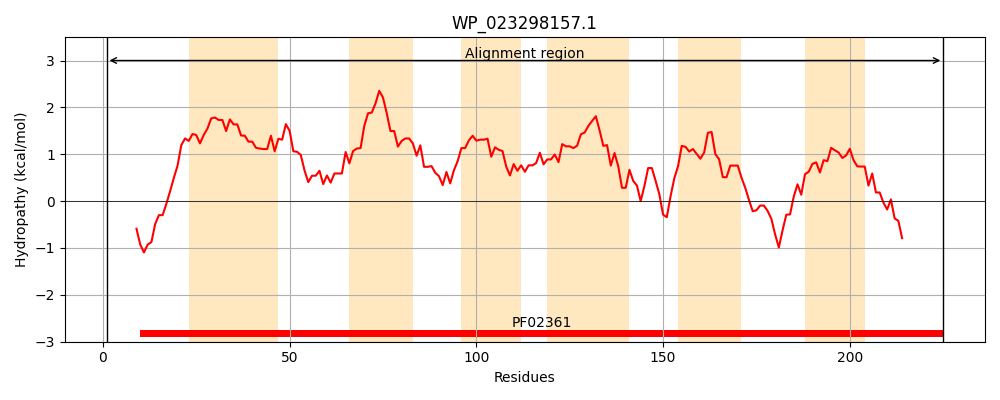 WP_023298157.1
Alignment region
3
2
1
0
−1
−2
−3
Hydropathy (kcal/mol)
PF02361
0 50 100 150 200
Residues